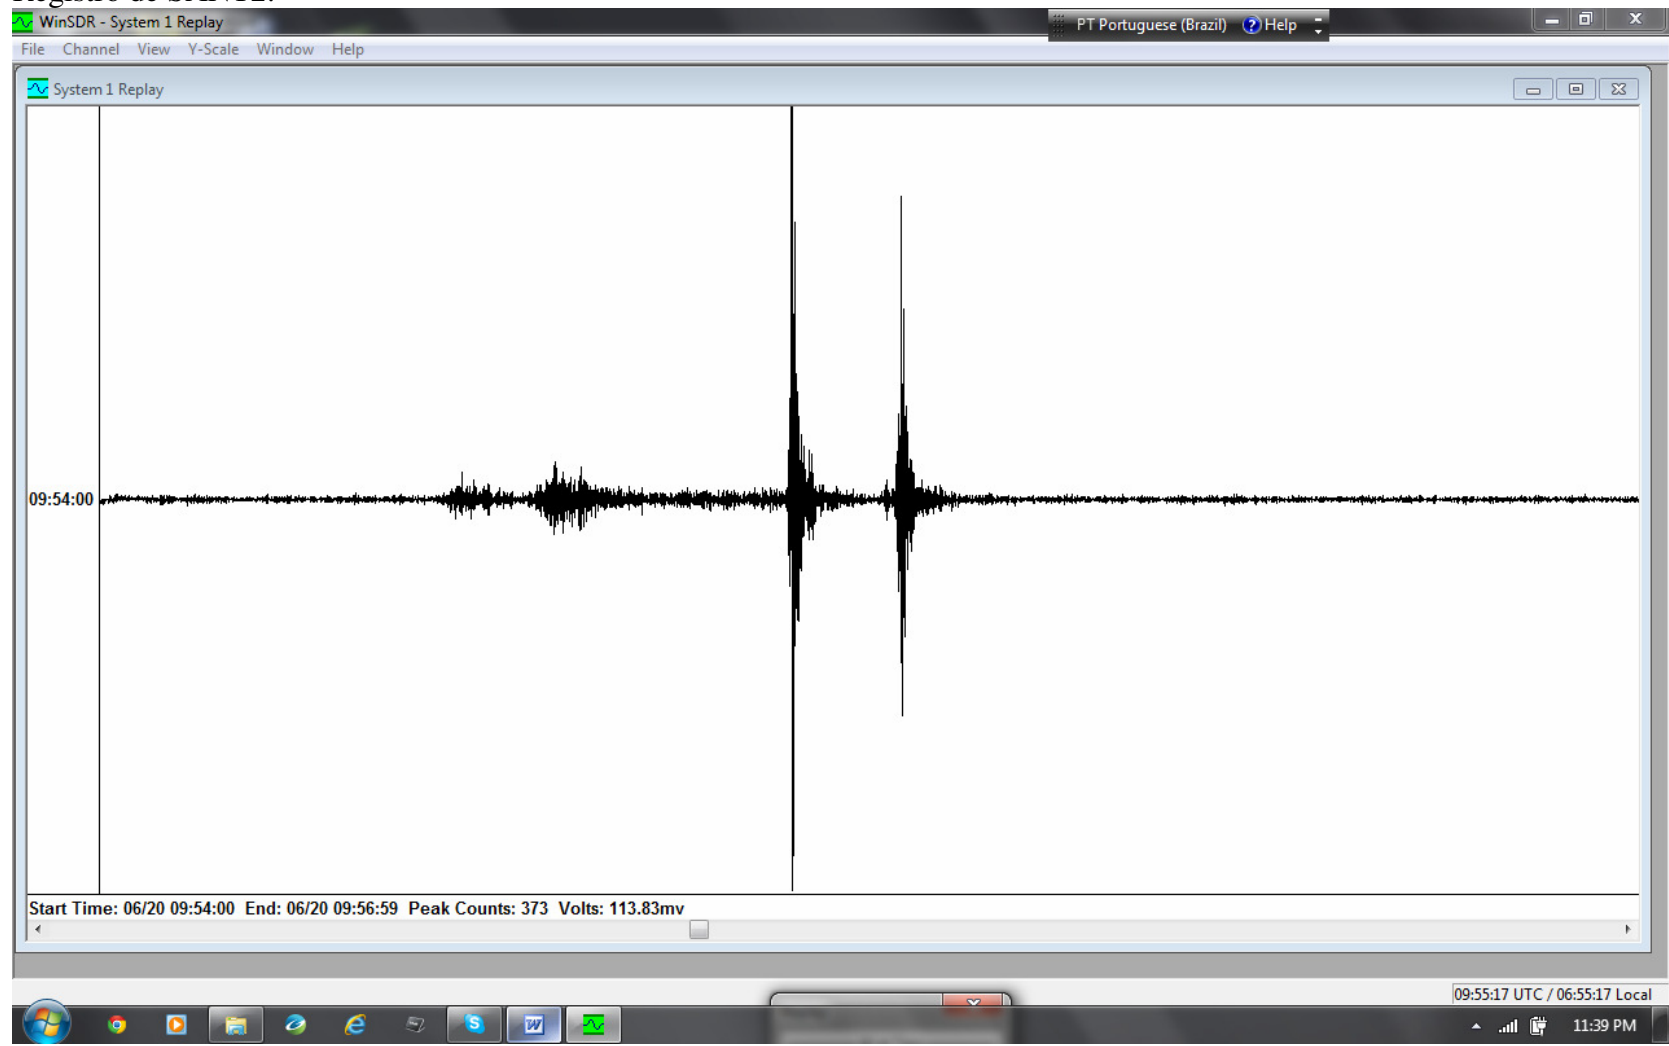 Registro de
WinSDR - System 1 Replay
PT Portuguese (Brazil) Help
File Channel View Y-Scale Window Help
System 1 Replay
09:54:00
Start Time: 06/20 09:54:00 End: 06/20 09:56:59 Peak Counts: 373 Volts: 113.83mv
09:55:17 UTC / 06:55:17 Local
11:39 PM